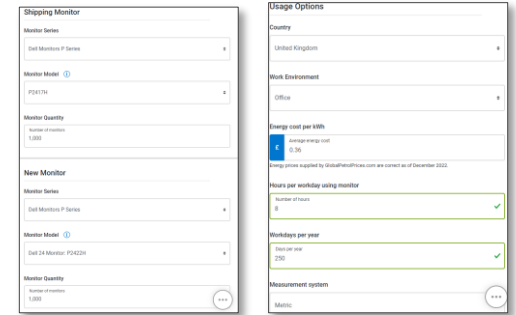 Shipping Monitor
Monitor Series
Dell Monitors P Series
Monitor Model
P2417H
Monitor Quantity
Number of monitors
1,000
New Monitor
Monitor Series
Dell Monitors P Series
Monitor Model
Dell 24 Monitor: P2422H
Monitor Quantity
Number of monitors
1,000
Usage Options
Country
United Kingdom
Work Environment
Office
Energy cost per kWh
Average energy cost
0.36
Energy prices supplied by GlobalPetrolPrices.com are correct as of December 2022.
Hours per workday using monitor
Number of hours
8
Workdays per year
Days per year
250
Measurement system
Metric